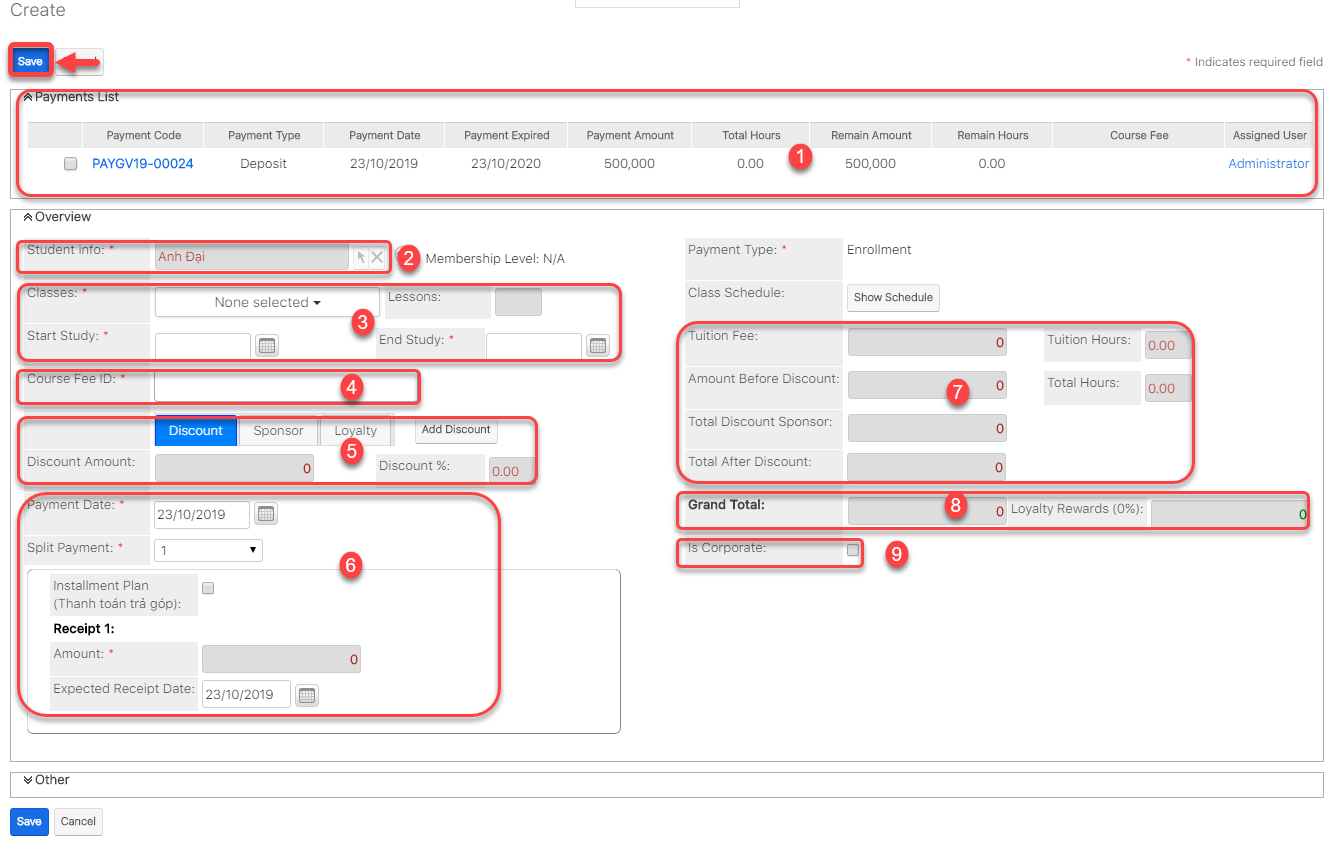 Create
Save
* Indicates required field
Payments List
Payment Code Payment Type Payment Date Payment Expired Payment Amount Total Hours Remain Amount Remain Hours Course Fee Assigned User
PAYGV19-00024 Deposit 23/10/2019 23/10/2020 500,000 0.00 500,000 0.00 Administrator
1
Overview
Student info: * Anh Đại 2 Membership Level: N/A
Payment Type: * Enrollment
Classes: * None selected Lessons:
Class Schedule: Show Schedule
3
Start Study: * End Study: *
Tuition Fee: 0 Tuition Hours: 0.00
Course Fee ID: * 4
Amount Before Discount: 0 Total Hours: 0.00
7
Discount Sponsor Loyalty Add Discount
Total Discount Sponsor: 0
5
Discount Amount: 0 Discount %: 0.00
Total After Discount: 0
Payment Date: * 23/10/2019
Grand Total: 0 Loyalty Rewards (0%): 0
8
Split Payment: * 1
Is Corporate: 9
6
Installment Plan
(Thanh toán trả góp):
Receipt 1:
Amount: * 0
Expected Receipt Date: 23/10/2019
Other
Save Cancel